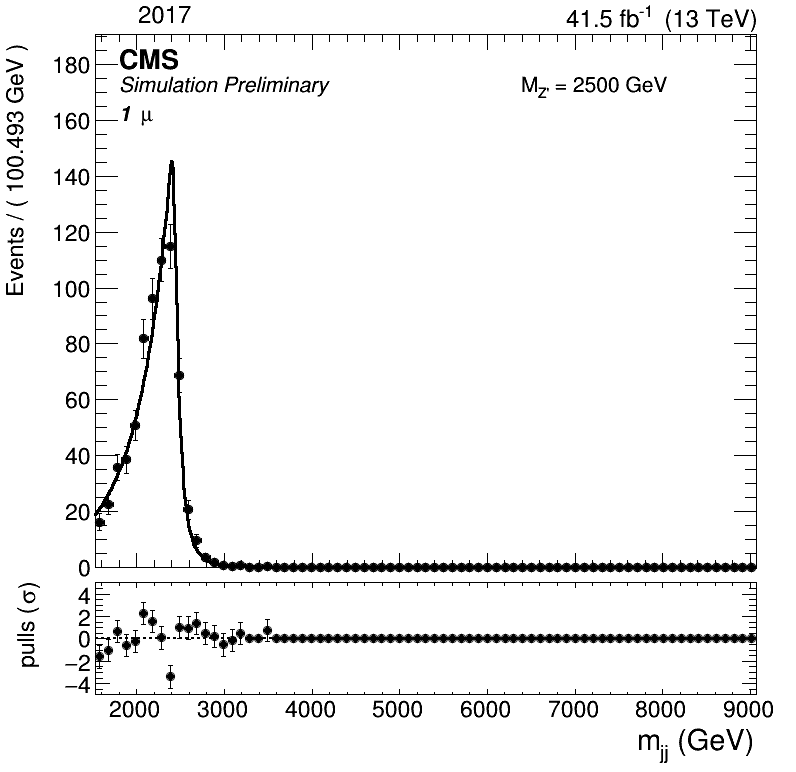 2017 41.5 fb⁻¹ (13 TeV)
CMS
Simulation Preliminary
M_Z' = 2500 GeV
1 μ
Events / ( 100.493 GeV )
180
160
140
120
100
80
60
40
20
0
pulls (σ)
4
2
0
−2
−4
2000 3000 4000 5000 6000 7000 8000 9000
m_jj (GeV)